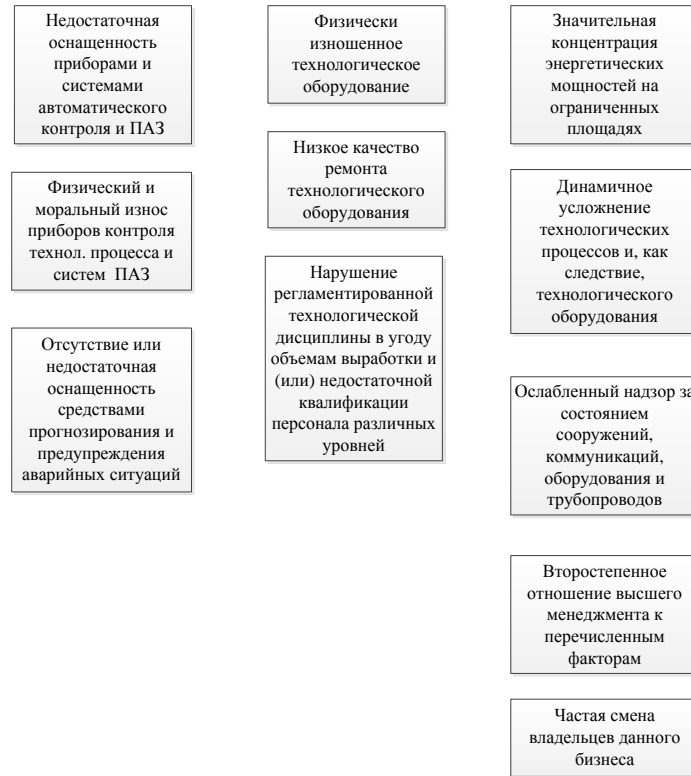 Недостаточная
оснащенность
приборами и
системами
автоматического
контроля и ПАЗ
Физический и
моральный износ
приборов контроля
технол. процесса и
систем ПАЗ
Отсутствие или
недостаточная
оснащенность
средствами
прогнозирования и
предупреждения
аварийных ситуаций
Физически
изношенное
технологическое
оборудование
Низкое качество
ремонта
технологического
оборудования
Нарушение
регламентированной
технологической
дисциплины в угоду
объемам выработки и
(или) недостаточной
квалификации
персонала различных
уровней
Значительная
концентрация
энергетических
мощностей на
ограниченных
площадях
Динамичное
усложнение
технологических
процессов и, как
следствие,
технологического
оборудования
Ослабленный надзор за
состоянием
сооружений,
коммуникаций,
оборудования и
трубопроводов
Второстепенное
отношение высшего
менеджмента к
перечисленным
факторам
Частая смена
владельцев данного
бизнеса